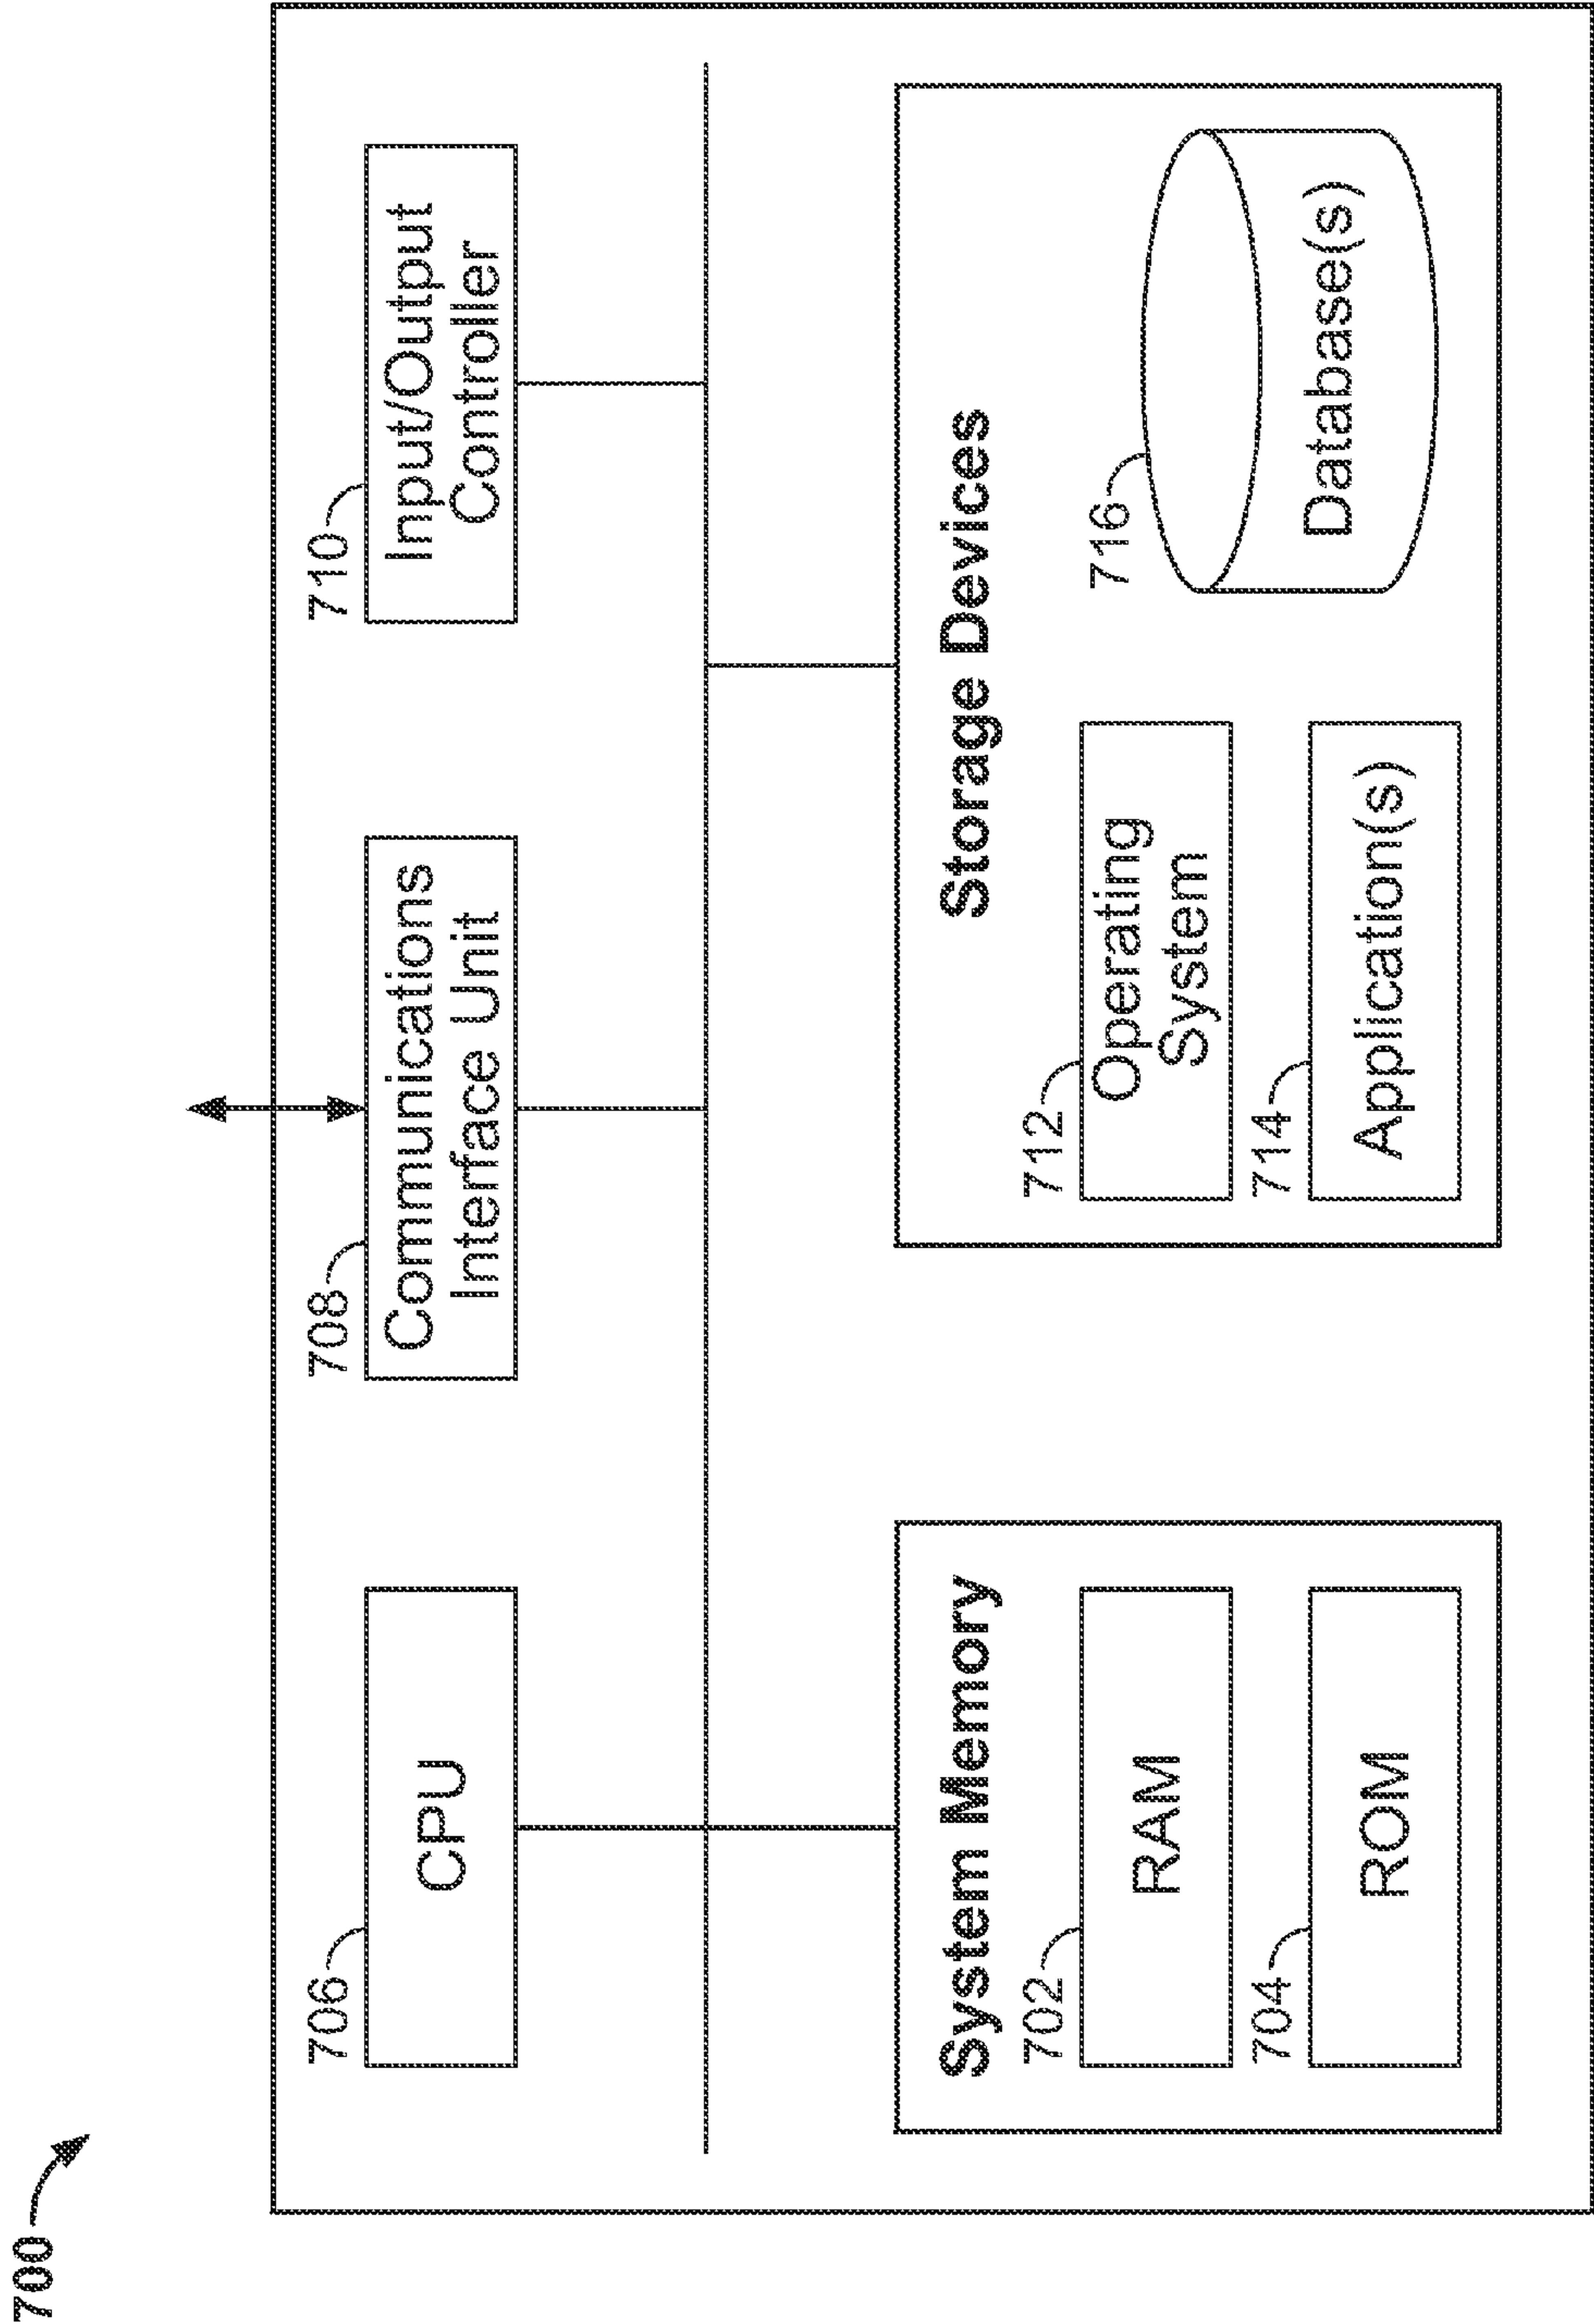 700
706
CPU
708
Communications
Interface Unit
710
Input/Output
Controller
System Memory
702
RAM
704
ROM
Storage Devices
712
Operating
System
714
Application(s)
716
Database(s)